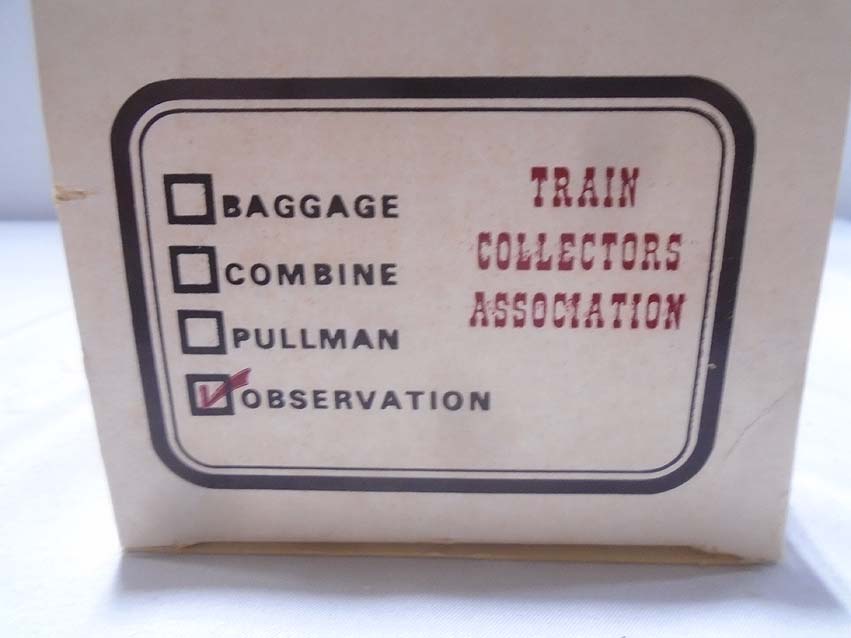 BAGGAGE
COMBINE
PULLMAN
OBSERVATION
TRAIN
COLLECTORS
ASSOCIATION